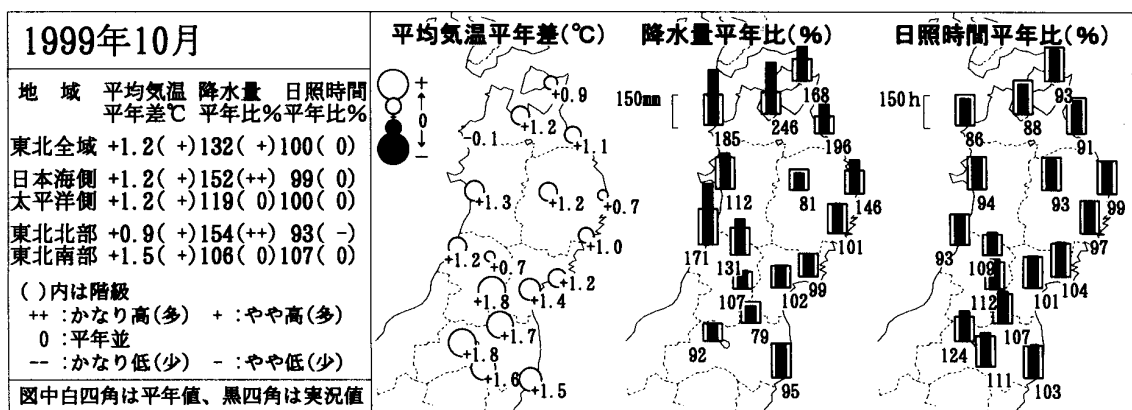 1999年10月
地 域 平均気温 降水量 日照時間
平年差℃ 平年比% 平年比%
東北全域 +1.2( +) 132( +) 100( 0)
日本海側 +1.2( +) 152(++) 99( 0)
太平洋側 +1.2( +) 119( 0) 100( 0)
東北北部 +0.9( +) 154(++) 93( -)
東北南部 +1.5( +) 106( 0) 107( 0)
( )内は階級
++ :かなり高(多) + :やや高(多)
0 :平年並
-- :かなり低(少) - :やや低(少)
図中白四角は平年値、黒四角は実況値
平均気温平年差(℃)
+
0
-
+0.9
+1.2
-0.1
+1.1
+1.3
+1.2
+0.7
+1.0
+1.2
+0.7
+1.2
+1.8
+1.4
+1.7
+1.8
+1.6
+1.5
降水量平年比(%)
150mm
168
185
246
196
112
81
146
101
171
131
99
107
102
79
92
95
日照時間平年比(%)
150h
93
86
88
91
94
93
99
97
93
109
104
112
101
107
124
111
103